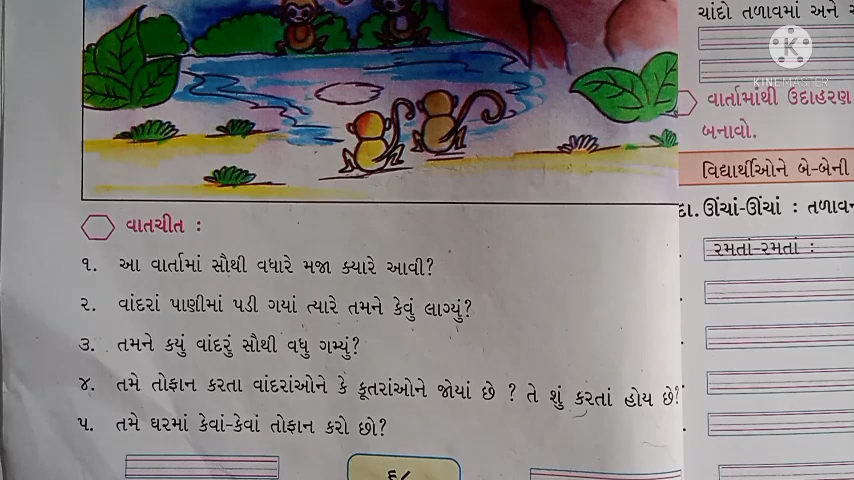 વાતચીત :
૧. આ વાર્તામાં સૌથી વધારે મજા ક્યારે આવી?
૨. વાંદરાં પાણીમાં પડી ગયાં ત્યારે તમને કેવું લાગ્યું?
૩. તમને કયું વાંદરું સૌથી વધુ ગમ્યું?
૪. તમે તોફાન કરતા વાંદરાંઓને કે કૂતરાંઓને જોયાં છે ? તે શું કરતાં હોય છે?
૫. તમે ઘરમાં કેવાં-કેવાં તોફાન કરો છો?
ચાંદો તળાવમાં અને
KINEMASTER
વાર્તામાંથી ઉદાહરણ
બનાવો.
વિદ્યાર્થીઓને બે-બેની
દા. ઊંચાં-ઊંચાં :
રમતાં-રમતાં :